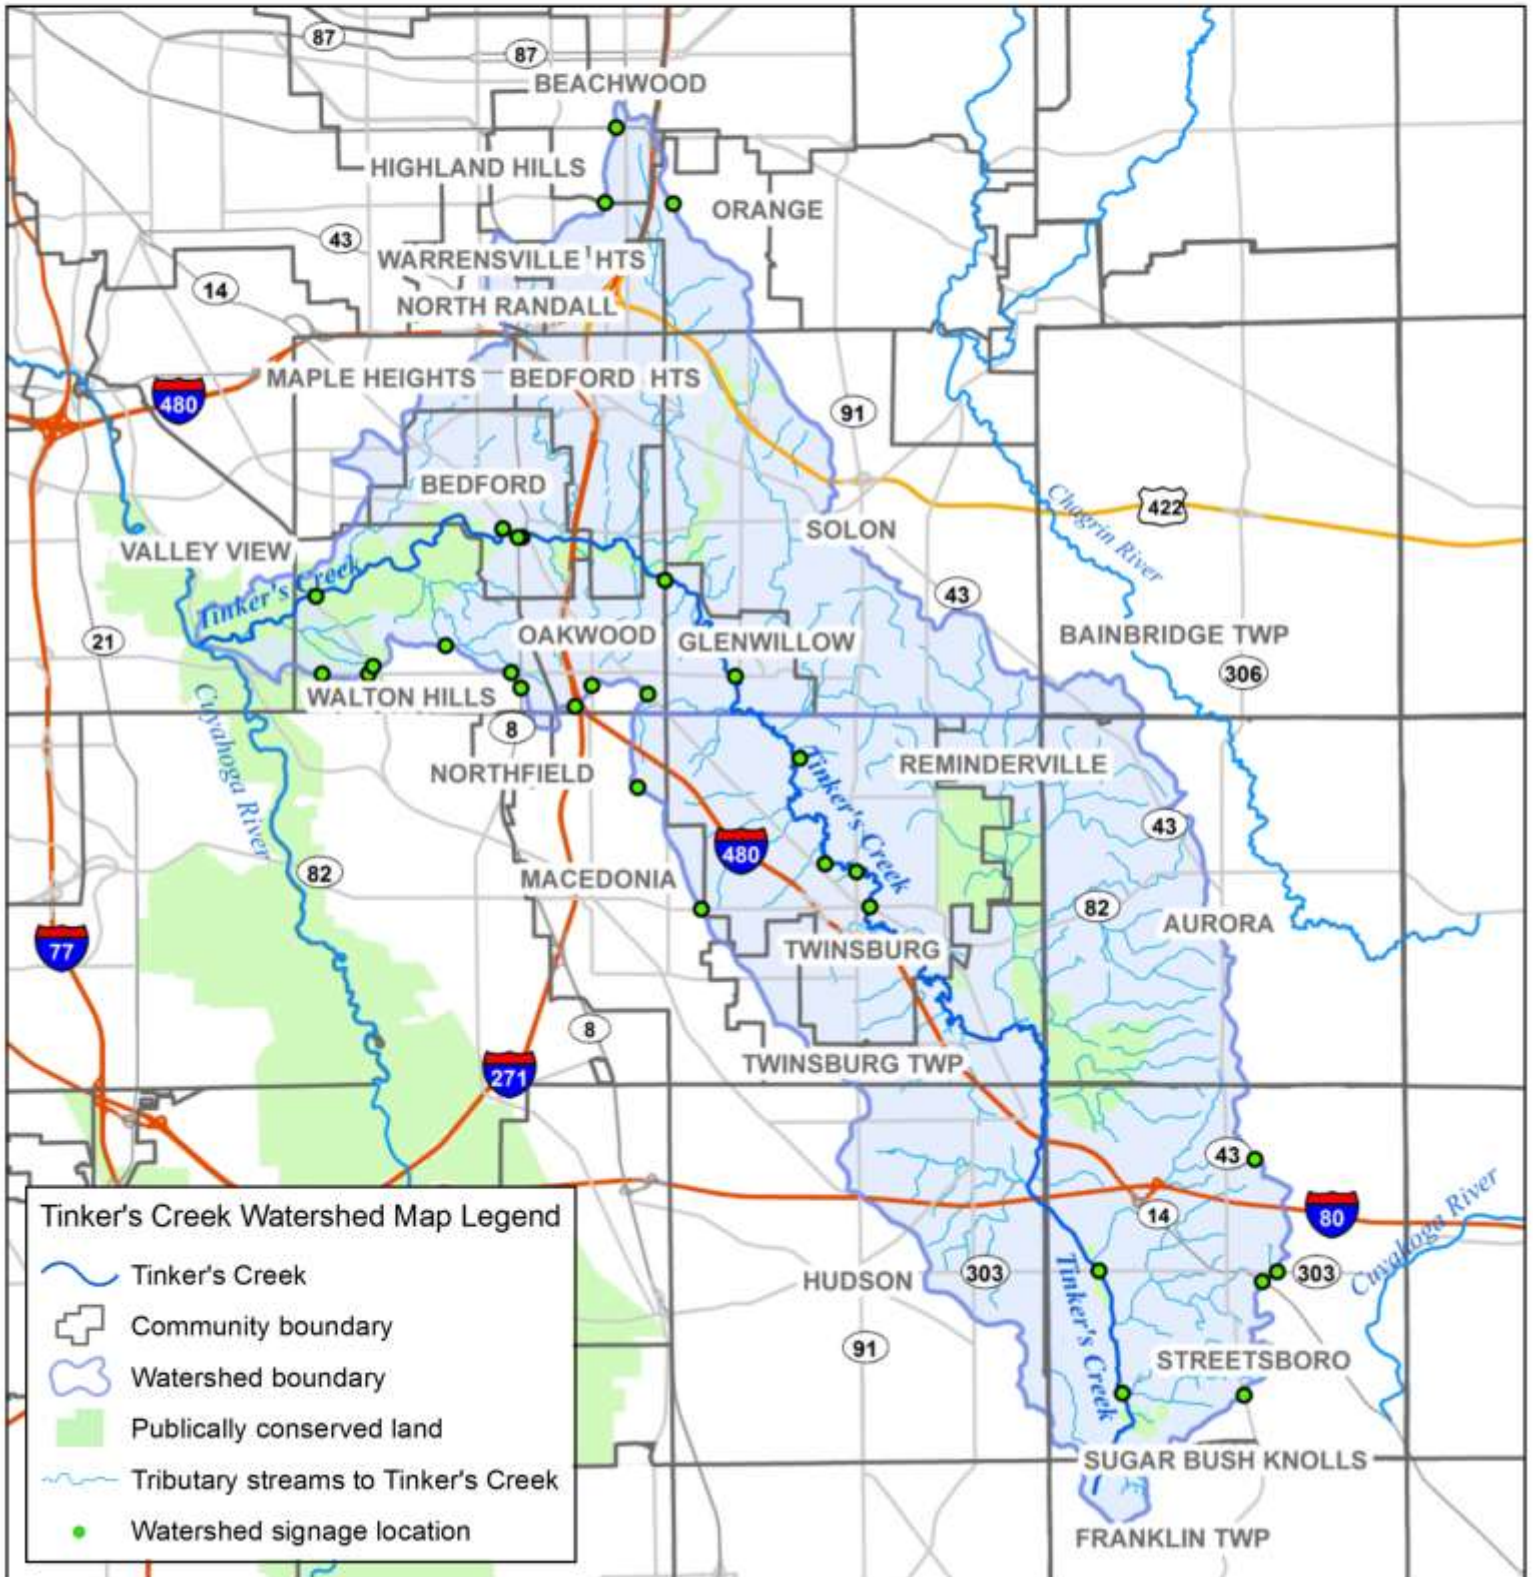 87
87
BEACHWOOD
HIGHLAND HILLS
ORANGE
43
WARRENSVILLE HTS
14
NORTH RANDALL
MAPLE HEIGHTS
BEDFORD HTS
480
91
BEDFORD
422
Chagrin River
SOLON
VALLEY VIEW
Tinker's Creek
43
21
OAKWOOD
GLENWILLOW
BAINBRIDGE TWP
306
WALTON HILLS
Cuyahoga River
8
NORTHFIELD
REMINDERVILLE
Tinker's Creek
43
480
82
MACEDONIA
82
AURORA
77
TWINSBURG
8
TWINSBURG TWP
271
43
14
80
Cuyahoga River
HUDSON
303
303
Tinker's Creek
91
STREETSBORO
SUGAR BUSH KNOLLS
FRANKLIN TWP
Tinker's Creek Watershed Map Legend
Tinker's Creek
Community boundary
Watershed boundary
Publically conserved land
Tributary streams to Tinker's Creek
Watershed signage location